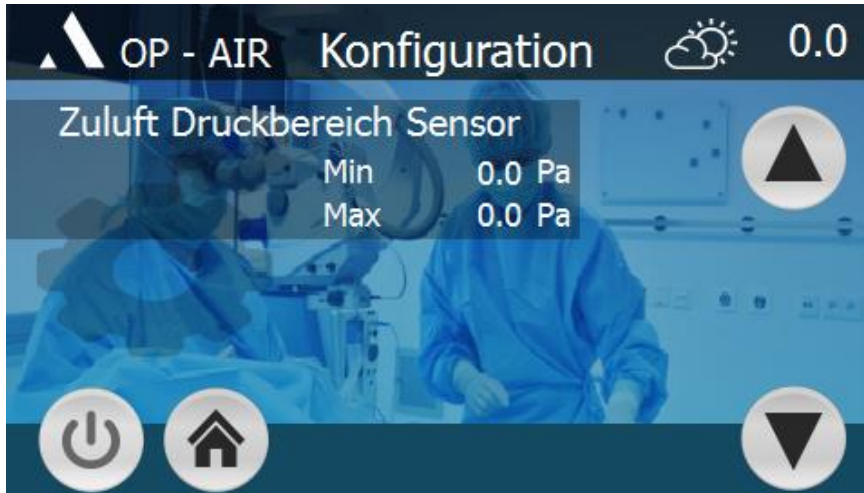 OP - AIR Konfiguration 0.0
Zuluft Druckbereich Sensor
Min 0.0 Pa
Max 0.0 Pa